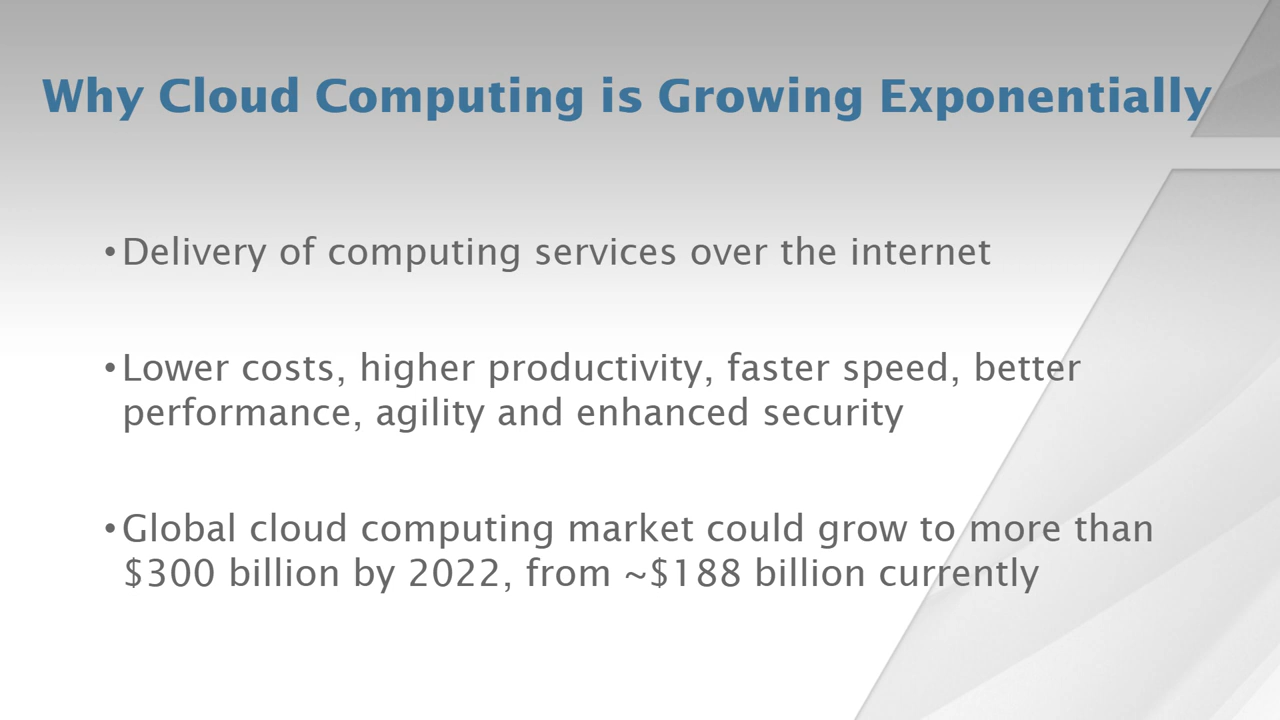 Why Cloud Computing is Growing Exponentially
•Delivery of computing services over the internet
•Lower costs, higher productivity, faster speed, better
performance, agility and enhanced security
•Global cloud computing market could grow to more than
$300 billion by 2022, from ~$188 billion currently